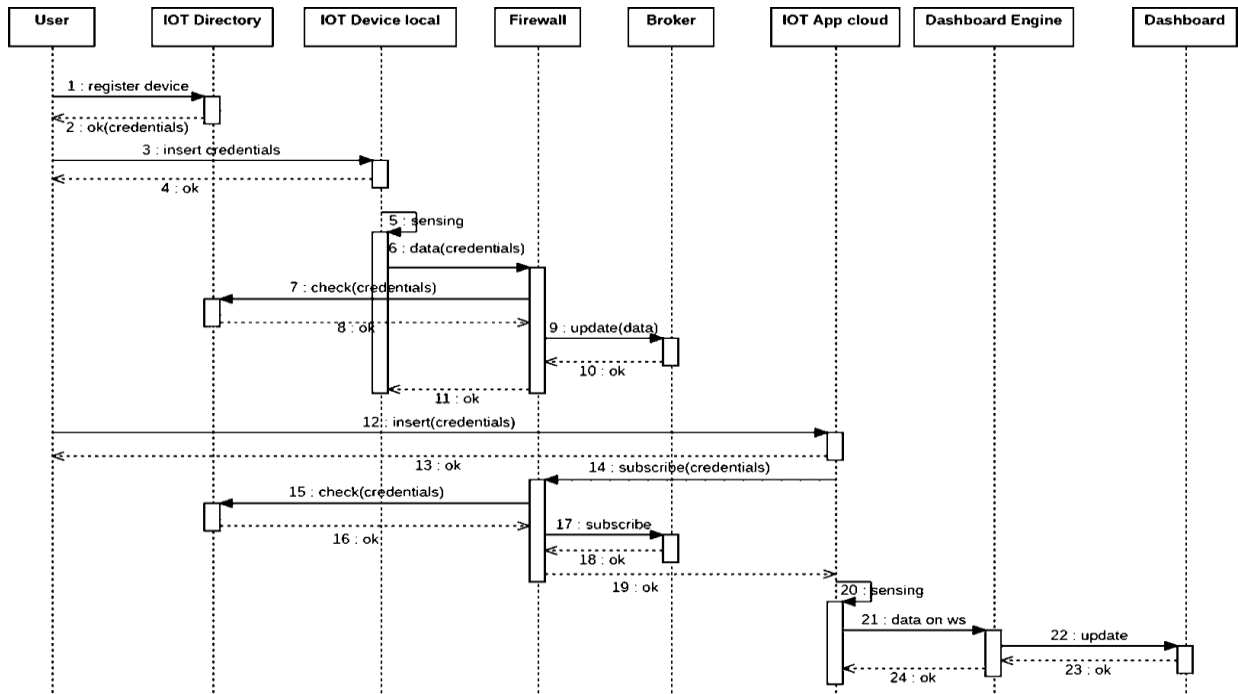 User
IOT Directory
IOT Device local
Firewall
Broker
IOT App cloud
Dashboard Engine
Dashboard
1 : register device
2 : ok(credentials)
3 : insert credentials
4 : ok
5 : sensing
6 : data(credentials)
7 : check(credentials)
8 : ok
9 : update(data)
10 : ok
11 : ok
12 : insert(credentials)
13 : ok
14 : subscribe(credentials)
15 : check(credentials)
16 : ok
17 : subscribe
18 : ok
19 : ok
20 : sensing
21 : data on ws
22 : update
23 : ok
24 : ok